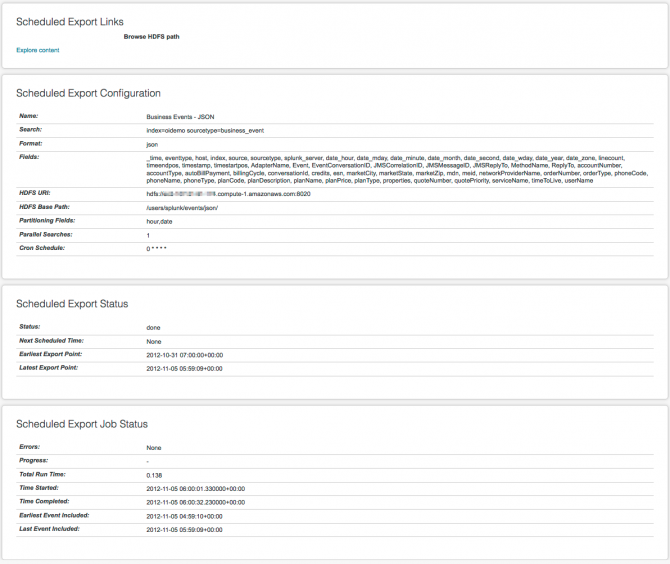 Scheduled Export Links
Browse HDFS path
Explore content
Scheduled Export Configuration
Name: Business Events - JSON
Search: index=oidemo sourcetype=business_event
Format: json
Fields: _time, eventtype, host, index, source, sourcetype, splunk_server, date_hour, date_mday, date_minute, date_month, date_second, date_wday, date_year, date_zone, linecount,
timeendpos, timestamp, timestartpos, AdapterName, Event, EventConversationID, JMSCorrelationID, JMSMessageID, JMSReplyTo, MethodName, ReplyTo, accountNumber,
accountType, autoBillPayment, billingCycle, conversationId, credits, esn, marketCity, marketState, marketZip, mdn, meid, networkProviderName, orderNumber, orderType, phoneCode,
phoneName, phoneType, planCode, planDescription, planName, planPrice, planType, properties, quoteNumber, quotePriority, serviceName, timeToLive, userName
HDFS URI: hdfs: .compute-1.amazonaws.com:8020
HDFS Base Path: /users/splunk/events/json/
Partitioning Fields: hour,date
Parallel Searches: 1
Cron Schedule: 0 * * * *
Scheduled Export Status
Status: done
Next Scheduled Time: None
Earliest Export Point: 2012-10-31 07:00:00+00:00
Latest Export Point: 2012-11-05 05:59:09+00:00
Scheduled Export Job Status
Errors: None
Progress: -
Total Run Time: 0.138
Time Started: 2012-11-05 06:00:01.330000+00:00
Time Completed: 2012-11-05 06:00:32.230000+00:00
Earliest Event Included: 2012-11-05 04:59:10+00:00
Last Event Included: 2012-11-05 05:59:09+00:00